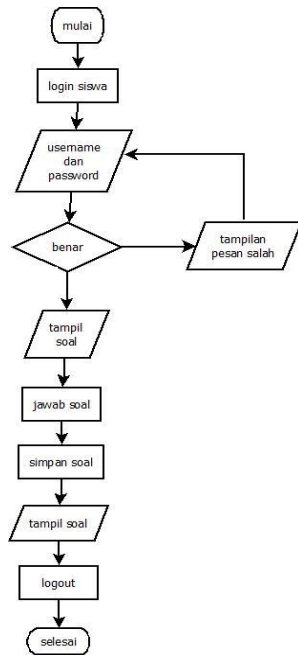 mulai
login siswa
username
dan
password
benar
tampilan
pesan salah
tampil
soal
jawab soal
simpan soal
tampil soal
logout
selesai